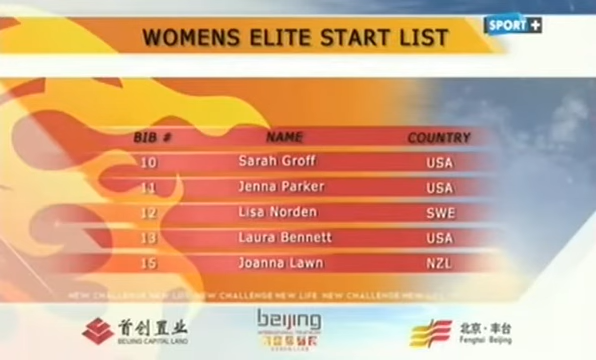 WOMENS ELITE START LIST
SPORT +
BIB # NAME COUNTRY
10 Sarah Groff USA
11 Jenna Parker USA
12 Lisa Norden SWE
13 Laura Bennett USA
15 Joanna Lawn NZL
NEW CHALLENGE NEW LIFE NEW CHALLENGE NEW LIFE NEW CHALLENGE
首创置业
BEIJING CAPITAL LAND
beijing
INTERNATIONAL TRIATHLON
北京·丰台
Fengtai Beijing